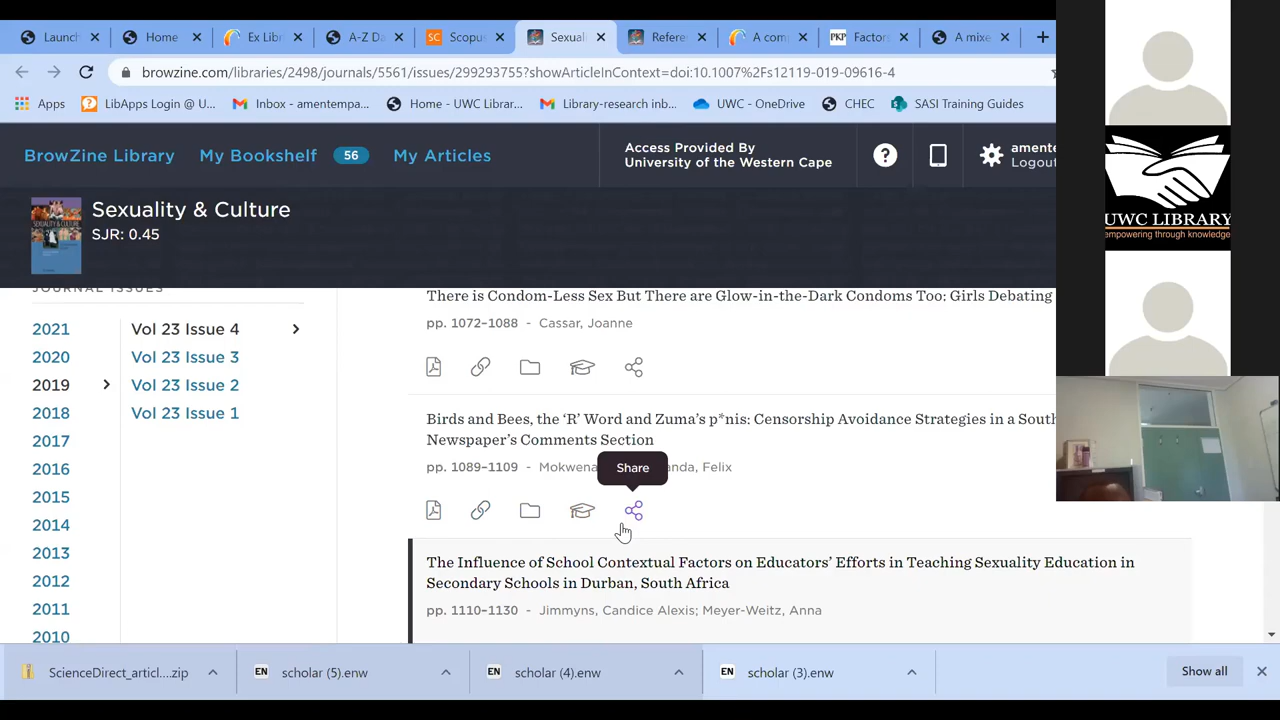 Launch
Home
Ex Libr
A-Z Da
SC
Scopus
Sexual
Refere
A comp
PKP
Factors
A mixe
browzine.com/libraries/2498/journals/5561/issues/299293755?showArticleInContext=doi:10.1007%2Fs12119-019-09616-4
Apps
LibApps Login @ U...
Inbox - amentempa...
Home - UWC Librar...
Library-research inb...
UWC - OneDrive
CHEC
SASI Training Guides
BrowZine Library
My Bookshelf
56
My Articles
Access Provided By
University of the Western Cape
?
amente
Logout
Sexuality & Culture
SJR: 0.45
JOURNAL ISSUES
2021
2020
2019
2018
2017
2016
2015
2014
2013
2012
2011
2010
Vol 23 Issue 4
Vol 23 Issue 3
Vol 23 Issue 2
Vol 23 Issue 1
There is Condom-Less Sex But There are Glow-in-the-Dark Condoms Too: Girls Debating
pp. 1072–1088 - Cassar, Joanne
Birds and Bees, the ‘R’ Word and Zuma’s p*nis: Censorship Avoidance Strategies in a South
Newspaper’s Comments Section
pp. 1089–1109 - Mokwena anda, Felix
Share
The Influence of School Contextual Factors on Educators’ Efforts in Teaching Sexuality Education in
Secondary Schools in Durban, South Africa
pp. 1110–1130 - Jimmyns, Candice Alexis; Meyer-Weitz, Anna
UWC LIBRARY
empowering through knowledge
ScienceDirect_articl....zip
EN
scholar (5).enw
EN
scholar (4).enw
EN
scholar (3).enw
Show all